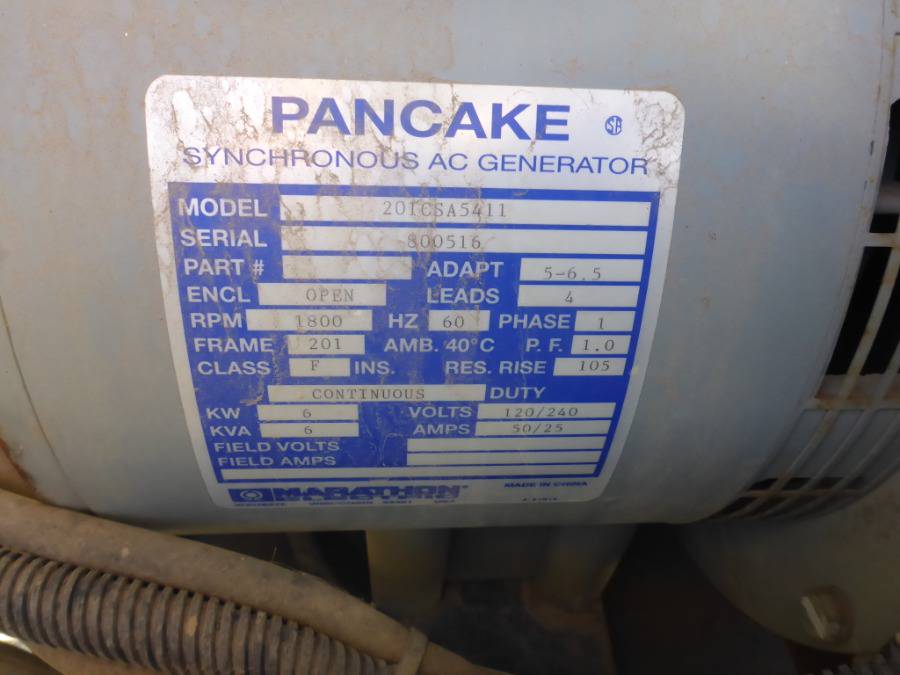 PANCAKE SA
SYNCHRONOUS AC GENERATOR
MODEL 201CSA5411
SERIAL 800516
PART # ADAPT 5-6.5
ENCL OPEN LEADS 4
RPM 1800 HZ 60 PHASE 1
FRAME 201 AMB. 40°C P.F. 1.0
CLASS F INS. RES. RISE 105
CONTINUOUS DUTY
KW 6 VOLTS 120/240
KVA 6 AMPS 50/25
FIELD VOLTS
FIELD AMPS
MARATHON MADE IN CHINA